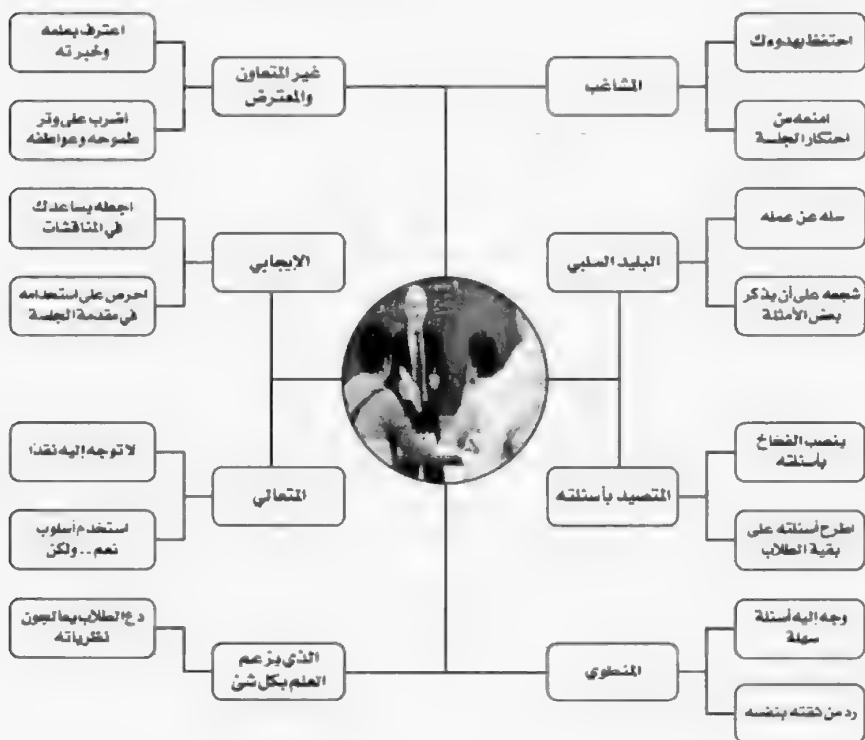 المشاغب
احتفظ بهدوءك
امنعه من
احتكار الجلسة
البليد السلبي
سله عن عمله
شجعه على أن يذكر
بعض الأمثلة
المتصيد بأسئلته
ينصب الفخاخ
بأسئلته
اطرح أسئلته على
بقية الطلاب
المنطوي
وجه إليه أسئلة
سهلة
زد من ثقته بنفسه
غير المتعاون
والمعترض
اعترف بعلمه
وخبرته
اضرب على وتر
طموحه وعواطفه
الإيجابي
اجعله يساعدك
في المناقشات
احرص على استخدامه
في مقدمة الجلسة
المتعالي
لا توجه إليه نقدًا
استخدم أسلوب
نعم .. ولكن
الذي يزعم
العلم بكل شئ
دع الطلاب يعالجون
نظرياته